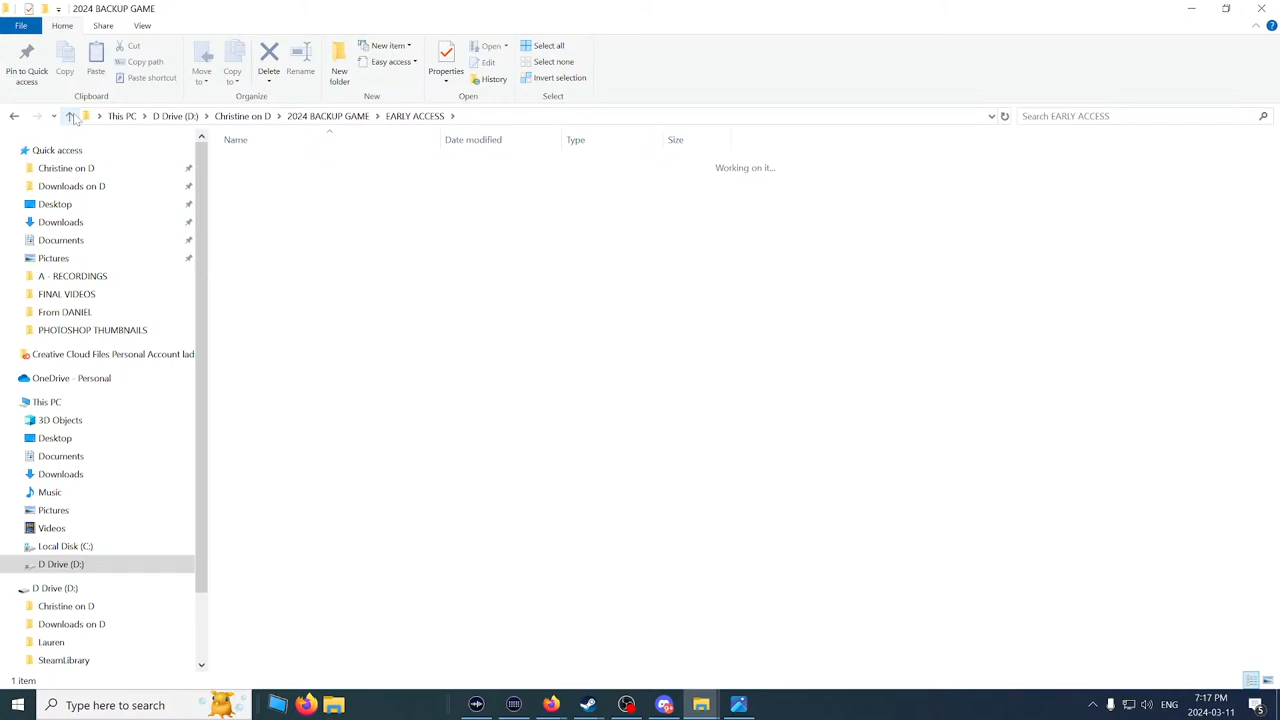 2024 BACKUP GAME
File Home Share View
Pin to Quick access
Copy
Paste
Cut
Copy path
Paste shortcut
Move to
Copy to
Delete
Rename
New folder
New item
Easy access
Properties
Open
Edit
History
Select all
Select none
Invert selection
Clipboard Organize New Open Select
This PC D Drive (D:) Christine on D 2024 BACKUP GAME EARLY ACCESS
Search EARLY ACCESS
Name Date modified Type Size
Working on it...
Quick access
Christine on D
Downloads on D
Desktop
Downloads
Documents
Pictures
A - RECORDINGS
FINAL VIDEOS
From DANIEL
PHOTOSHOP THUMBNAILS
Creative Cloud Files Personal Account lad
OneDrive - Personal
This PC
3D Objects
Desktop
Documents
Downloads
Music
Pictures
Videos
Local Disk (C:)
D Drive (D:)
D Drive (D:)
Christine on D
Downloads on D
Lauren
SteamLibrary
1 item
Type here to search
ENG
7:17 PM
2024-03-11
5